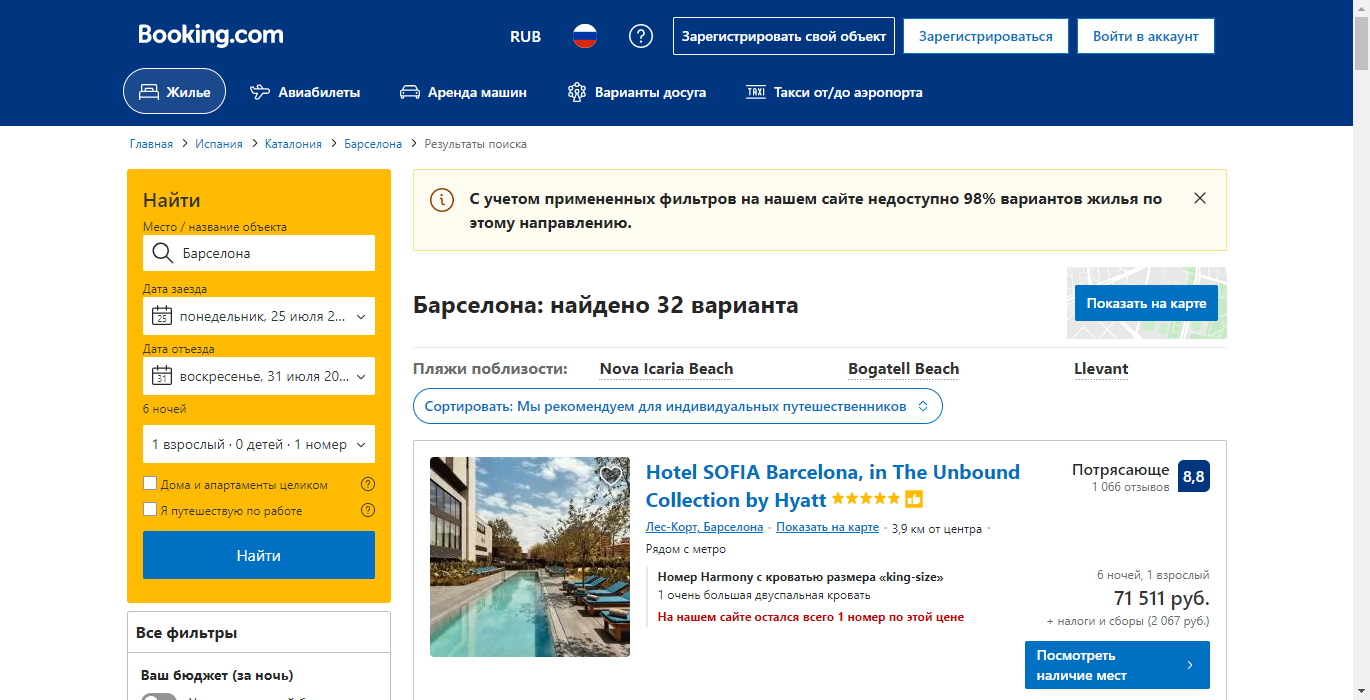 Booking.com
RUB
Зарегистрировать свой объект
Зарегистрироваться
Войти в аккаунт
Жилье
Авиабилеты
Аренда машин
Варианты досуга
TAXI
Такси от/до аэропорта
Главная > Испания > Каталония > Барселона > Результаты поиска
Найти
Место / название объекта
Барселона
Дата заезда
25
понедельник, 25 июля 2...
Дата отъезда
31
воскресенье, 31 июля 20...
6 ночей
1 взрослый · 0 детей · 1 номер
Дома и апартаменты целиком
Я путешествую по работе
Найти
Все фильтры
Ваш бюджет (за ночь)
С учетом примененных фильтров на нашем сайте недоступно 98% вариантов жилья по
этому направлению.
Барселона: найдено 32 варианта
Показать на карте
Пляжи поблизости:
Nova Icaria Beach
Bogatell Beach
Llevant
Сортировать: Мы рекомендуем для индивидуальных путешественников
Hotel SOFIA Barcelona, in The Unbound
Collection by Hyatt
Лес-Корт, Барселона · Показать на карте · 3,9 км от центра ·
Рядом с метро
Номер Harmony с кроватью размера «king-size»
1 очень большая двуспальная кровать
На нашем сайте остался всего 1 номер по этой цене
Потрясающе
1 066 отзывов
8,8
6 ночей, 1 взрослый
71 511 руб.
+ налоги и сборы (2 067 руб.)
Посмотреть
наличие мест